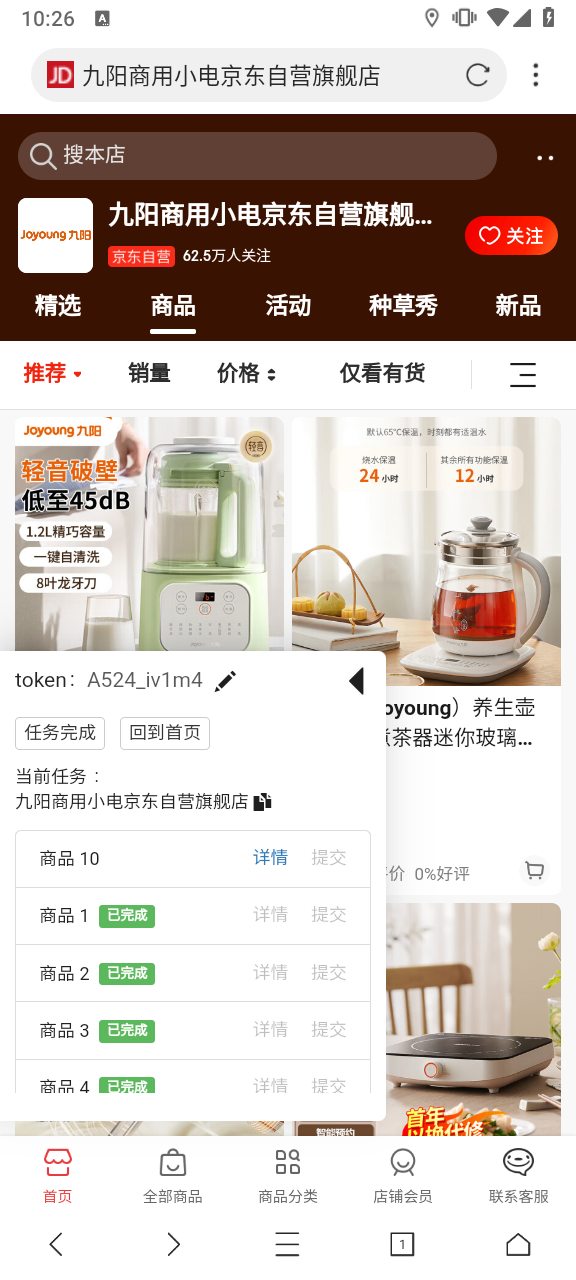 10:26
A
JD 九阳商用小电京东自营旗舰店
搜本店
Joyoung 九阳
九阳商用小电京东自营旗舰...
京东自营 62.5万人关注
关注
精选 商品 活动 种草秀 新品
推荐 销量 价格 仅看有货
Joyoung 九阳
轻音
轻音破壁
低至45dB
1.2L精巧容量
一键自清洗
8叶龙牙刀
默认65℃保温，时刻都有适温水
烧水保温 其余所有功能保温
24 小时 12 小时
oyoung）养生壶
煮茶器迷你玻璃...
评价 0%好评
token: A524_iv1m4
任务完成 回到首页
当前任务：
九阳商用小电京东自营旗舰店
商品 10 详情 提交
商品 1 已完成 详情 提交
商品 2 已完成 详情 提交
商品 3 已完成 详情 提交
商品 4 已完成 详情 提交
首年
以换代修
智能预约
首页 全部商品 商品分类 店铺会员 联系客服
1